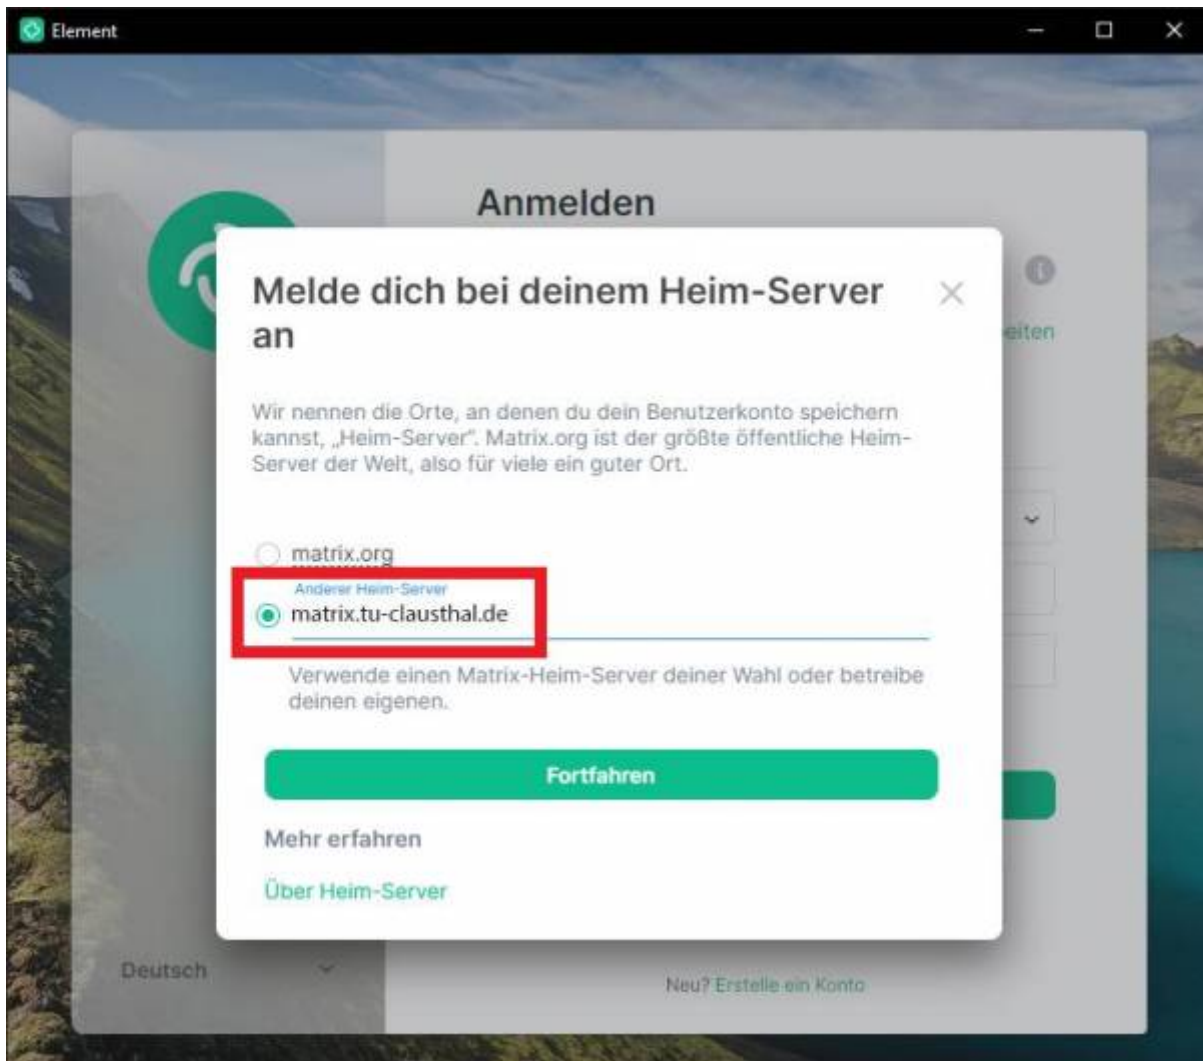 Element
Anmelden
Melde dich bei deinem Heim-Server
an
eiten
Wir nennen die Orte, an denen du dein Benutzerkonto speichern
kannst, „Heim-Server“. Matrix.org ist der größte öffentliche Heim-
Server der Welt, also für viele ein guter Ort.
matrix.org
Anderer Heim-Server
matrix.tu-clausthal.de
Verwende einen Matrix-Heim-Server deiner Wahl oder betreibe
deinen eigenen.
Fortfahren
Mehr erfahren
Über Heim-Server
Deutsch
Neu? Erstelle ein Konto